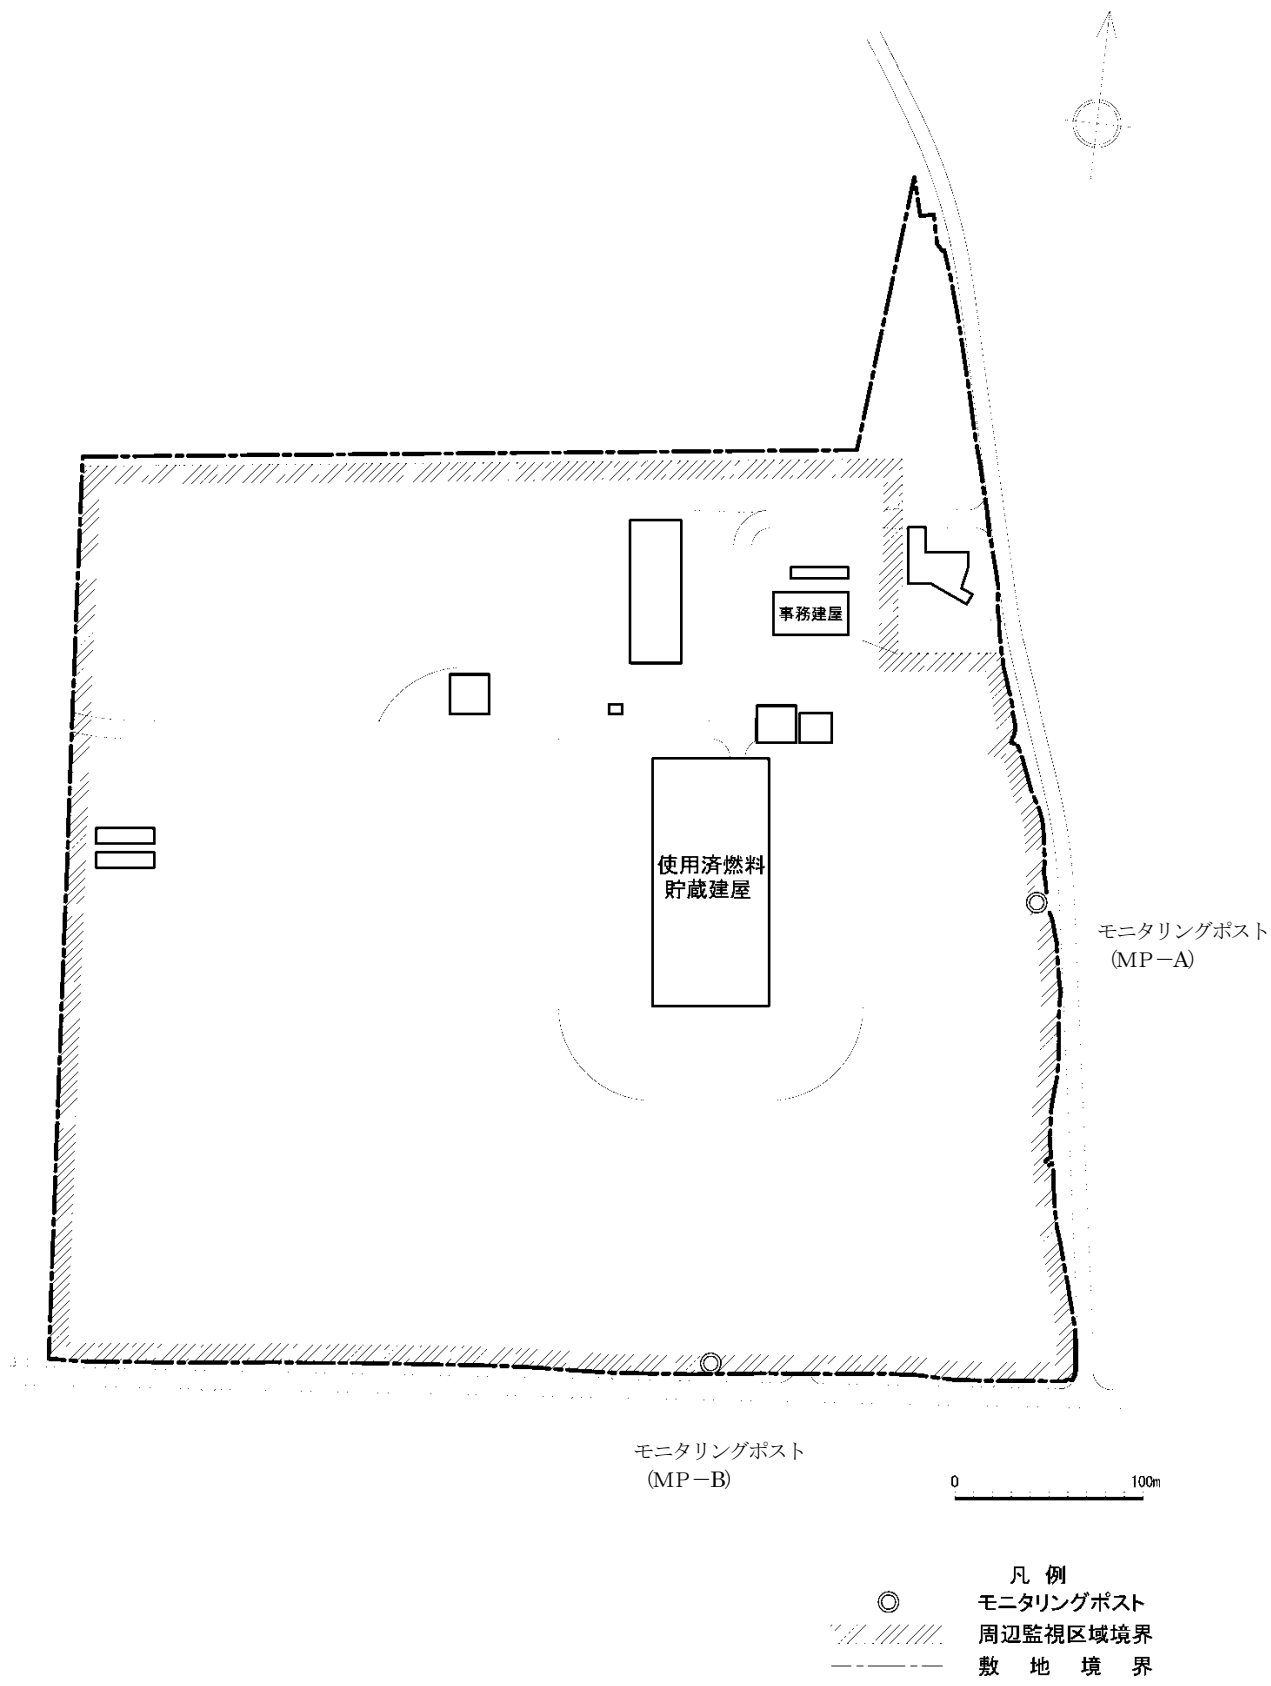 事務建屋
使用済燃料
貯蔵建屋
モニタリングポスト
(MP－A)
モニタリングポスト
(MP－B)
0 100m
凡 例
モニタリングポスト
周辺監視区域境界
敷 地 境 界